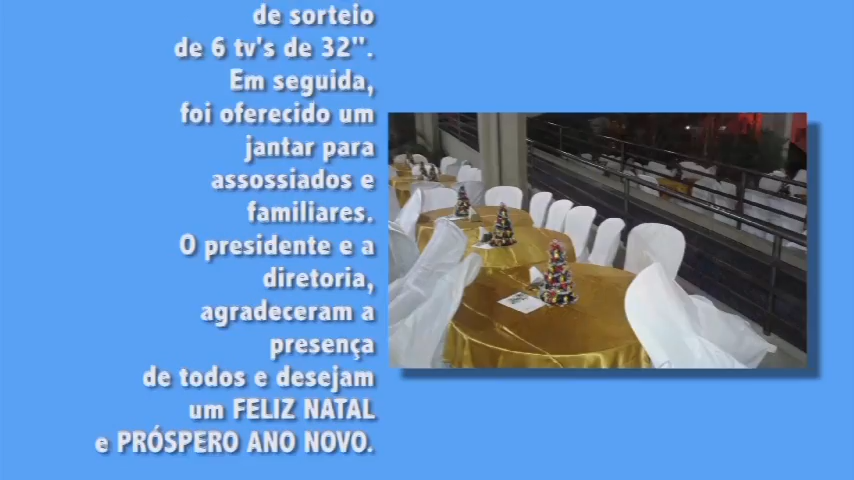 de sorteio
de 6 tv's de 32".
Em seguida,
foi oferecido um
jantar para
assossiados e
familiares.
O presidente e a
diretoria,
agradeceram a
presença
de todos e desejam
um FELIZ NATAL
e PRÓSPERO ANO NOVO.